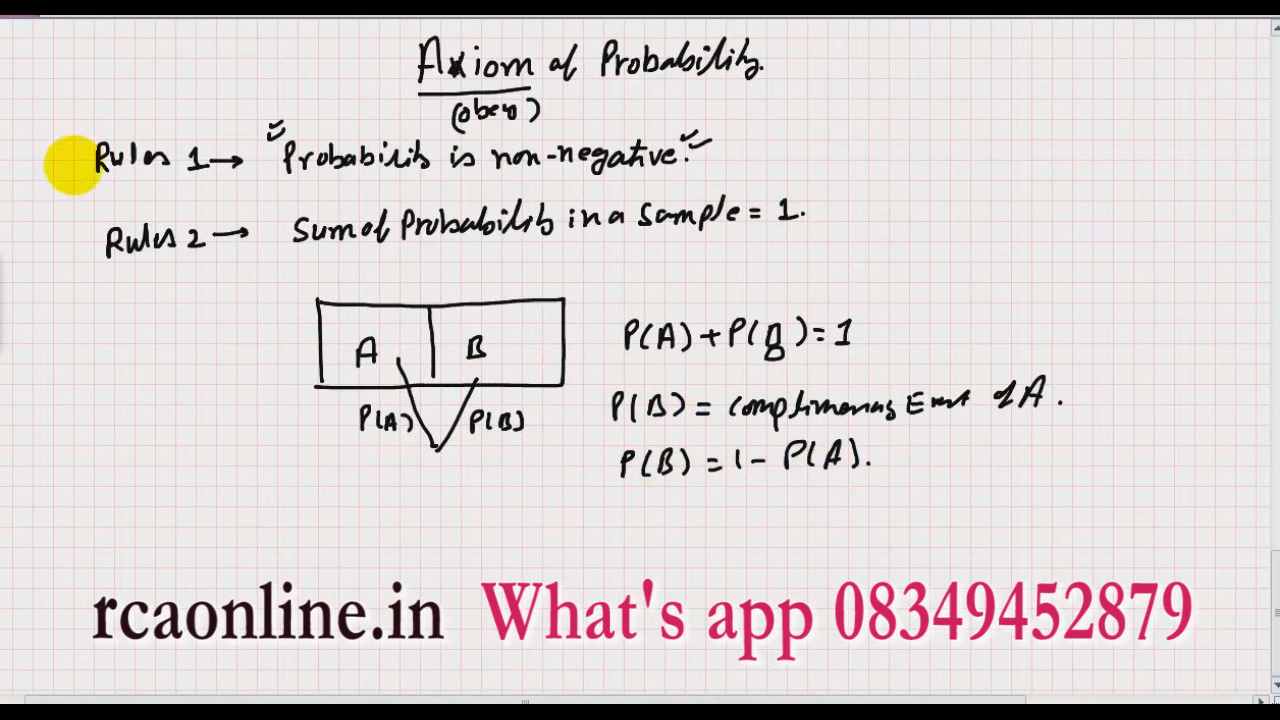 Axiom of Probability.
(obey)
Rules 1 → "Probability is non-negative."
Rules 2 → Sum of Probability in a sample = 1.
A B
P(A) P(B)
P(A) + P(B) = 1
P(B) = complimentary Event of A.
P(B) = 1 - P(A).
rcaonline.in What's app 08349452879